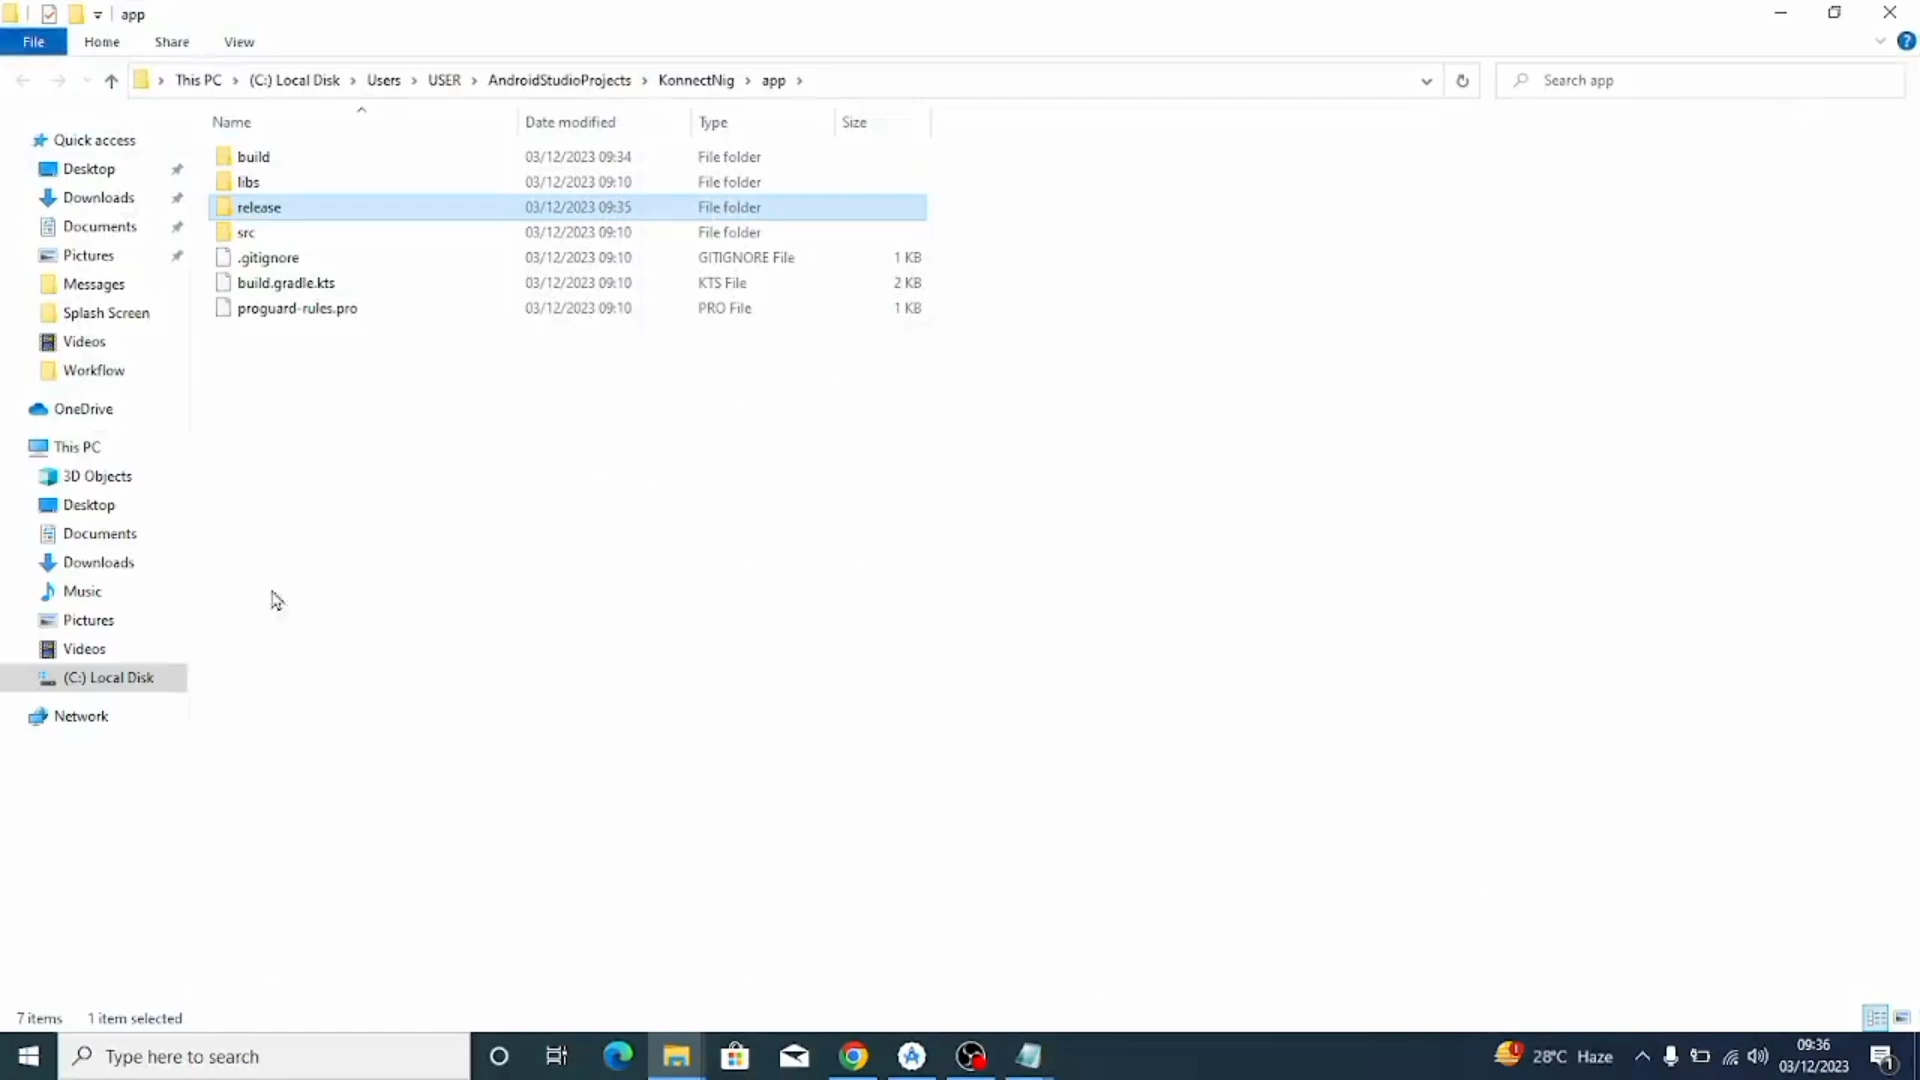 app
File Home Share View
This PC (C:) Local Disk Users USER AndroidStudioProjects KonnectNig app
Search app
Name Date modified Type Size
build 03/12/2023 09:34 File folder
libs 03/12/2023 09:10 File folder
release 03/12/2023 09:35 File folder
src 03/12/2023 09:10 File folder
.gitignore 03/12/2023 09:10 GITIGNORE File 1 KB
build.gradle.kts 03/12/2023 09:10 KTS File 2 KB
proguard-rules.pro 03/12/2023 09:10 PRO File 1 KB
Quick access
Desktop
Downloads
Documents
Pictures
Messages
Splash Screen
Videos
Workflow
OneDrive
This PC
3D Objects
Desktop
Documents
Downloads
Music
Pictures
Videos
(C:) Local Disk
Network
7 items 1 item selected
Type here to search
28°C Haze
09:36
03/12/2023
1